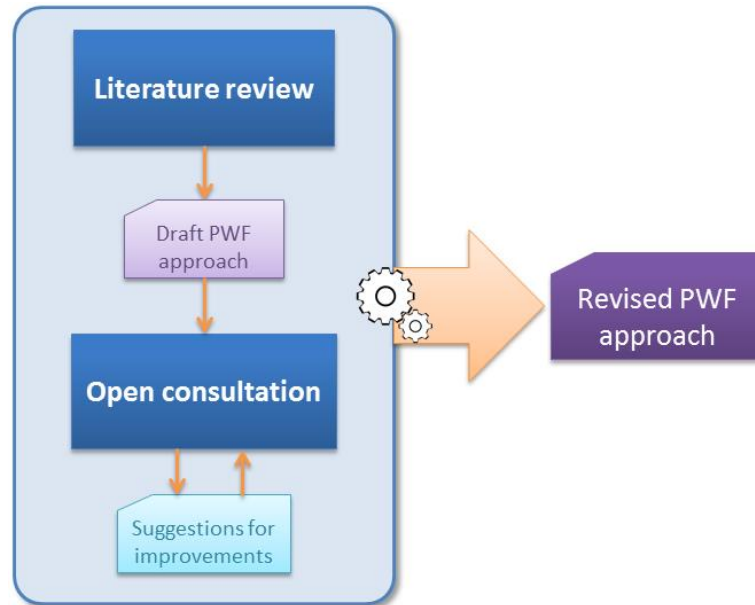 Literature review
Draft PWF
approach
Open consultation
Suggestions for
improvements
Revised PWF
approach